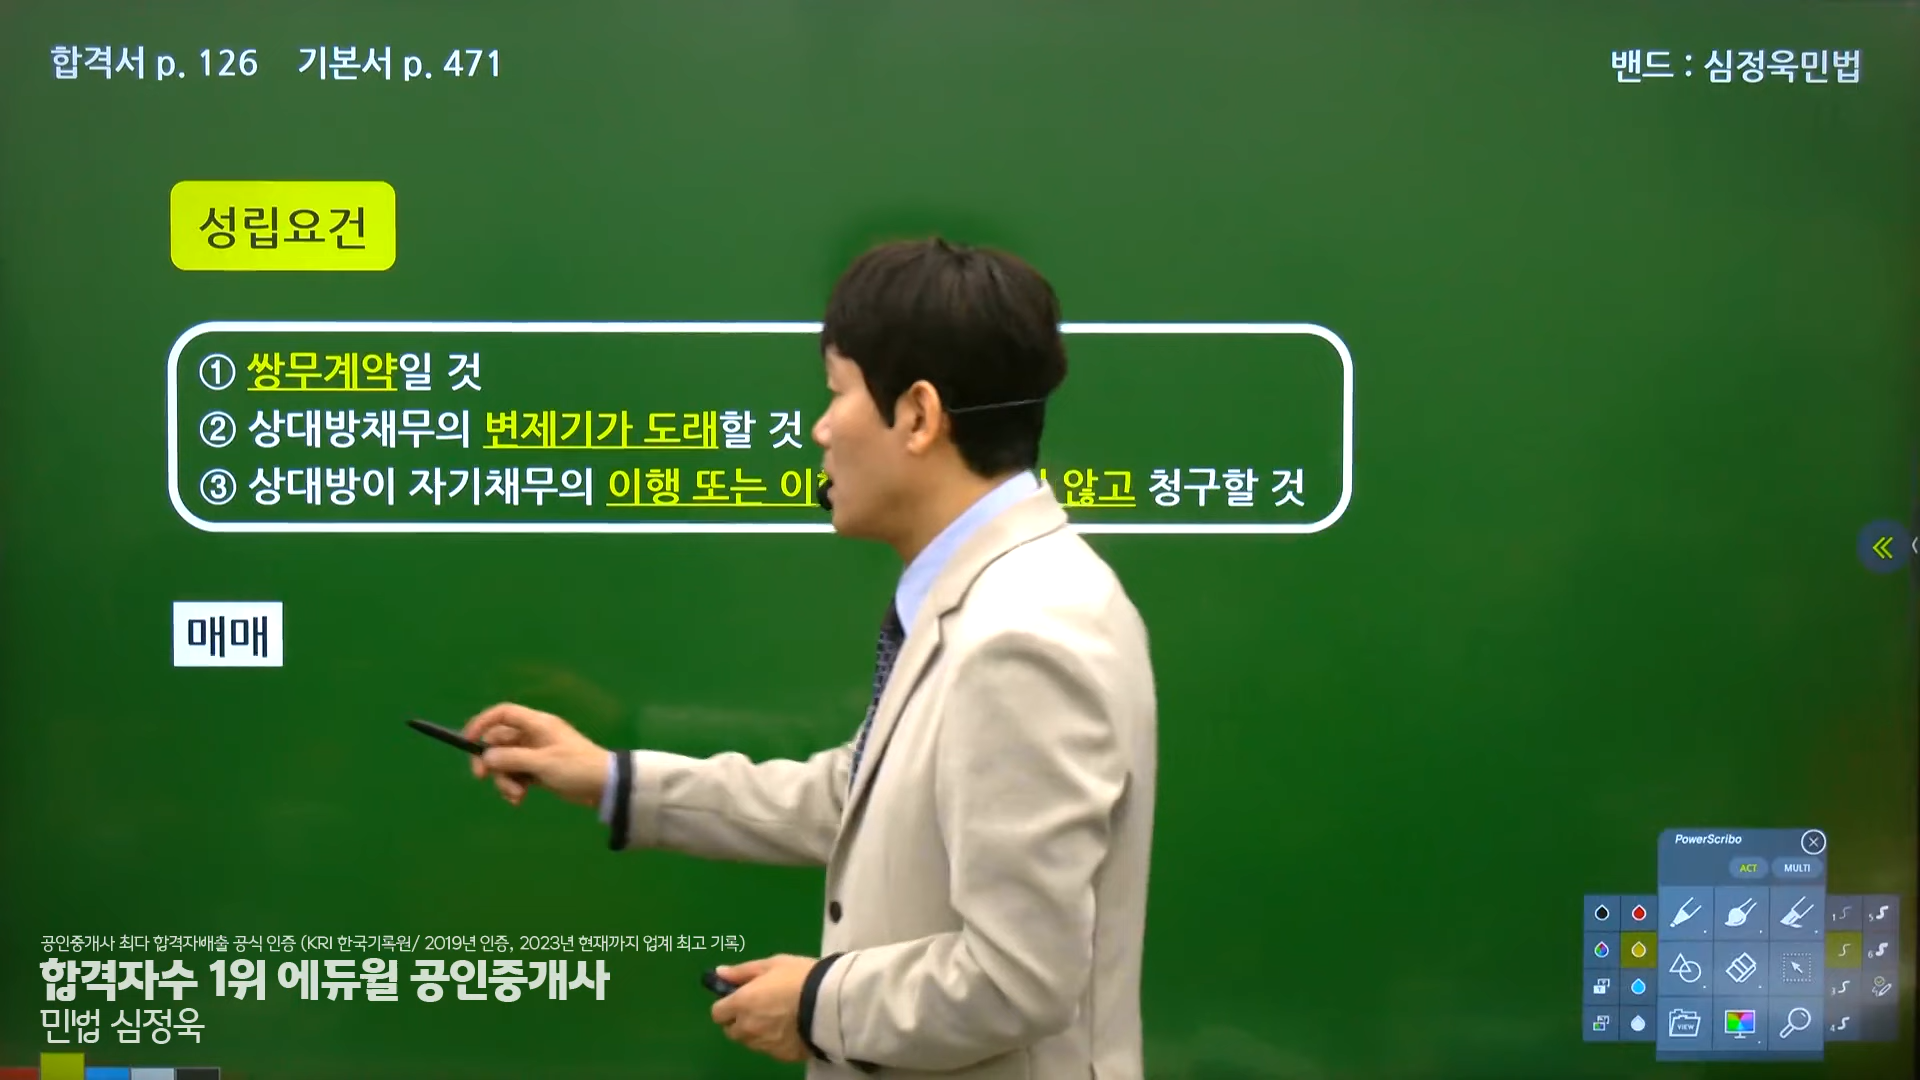 합격서 p. 126 기본서 p. 471
밴드 : 심정욱민법
성립요건
① 쌍무계약일 것
② 상대방채무의 변제기가 도래할 것
③ 상대방이 자기채무의 이행 또는 않고 청구할 것
매매
PowerScribo
ACT MULTI
VIEW
공인중개사 최다 합격자배출 공식 인증 (KRI 한국기록원/ 2019년 인증, 2023년 현재까지 업계 최고 기록)
합격자수 1위 에듀윌 공인중개사
민법 심정욱